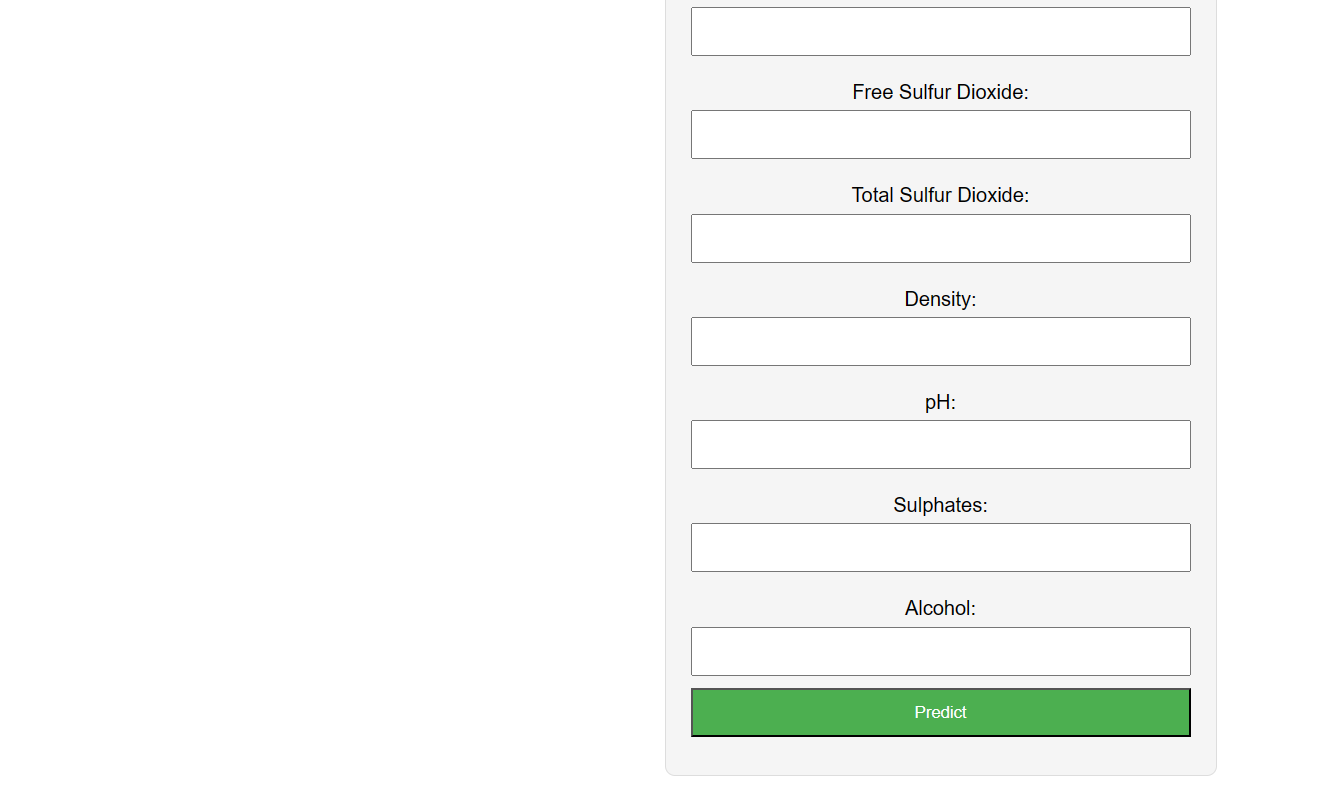 Free Sulfur Dioxide:
Total Sulfur Dioxide:
Density:
pH:
Sulphates:
Alcohol:
Predict